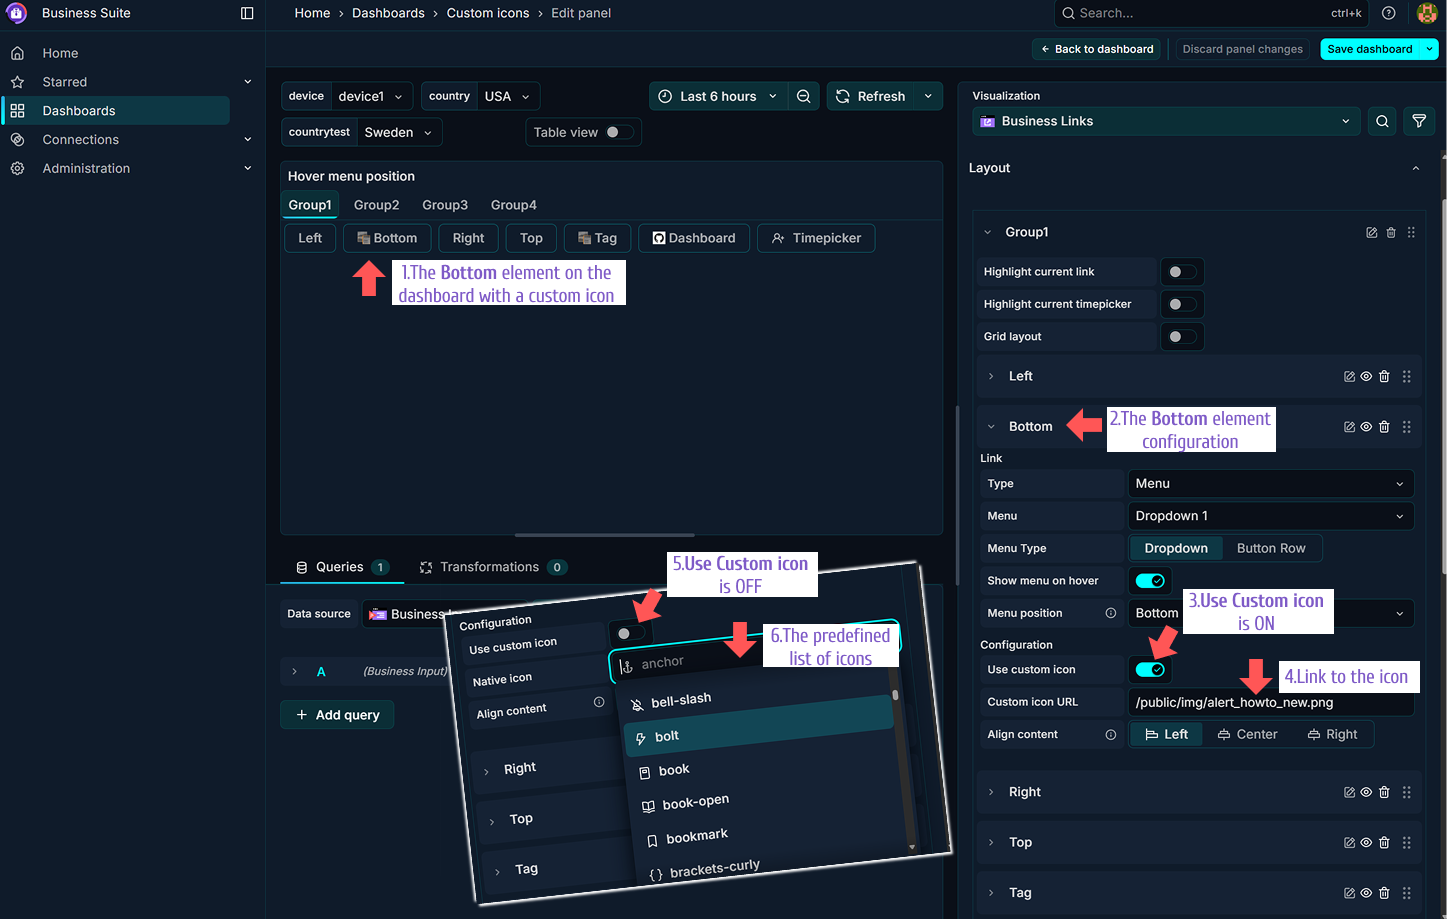 Business Suite
Home › Dashboards › Custom icons › Edit panel
Search... ctrl+k
Home
Starred
Dashboards
Connections
Administration
Back to dashboard
Discard panel changes
Save dashboard
device device1
country USA
Last 6 hours
Refresh
countrytest Sweden
Table view
Hover menu position
Group1 Group2 Group3 Group4
Left Bottom Right Top Tag Dashboard Timepicker
1.The Bottom element on the
dashboard with a custom icon
Queries 1
Transformations 0
Data source
Business
A (Business Input)
+ Add query
5.Use Custom icon
is OFF
Configuration
Use custom icon
Native icon
Align content
Right
Top
Tag
6.The predefined
list of icons
anchor
bell-slash
bolt
book
book-open
bookmark
brackets-curly
Visualization
Business Links
Layout
Group1
Highlight current link
Highlight current timepicker
Grid layout
Left
Bottom
2.The Bottom element
configuration
Link
Type Menu
Menu Dropdown 1
Menu Type Dropdown Button Row
Show menu on hover
Menu position Bottom
3.Use Custom icon
is ON
Configuration
Use custom icon
4.Link to the icon
Custom icon URL /public/img/alert_howto_new.png
Align content Left Center Right
Right
Top
Tag